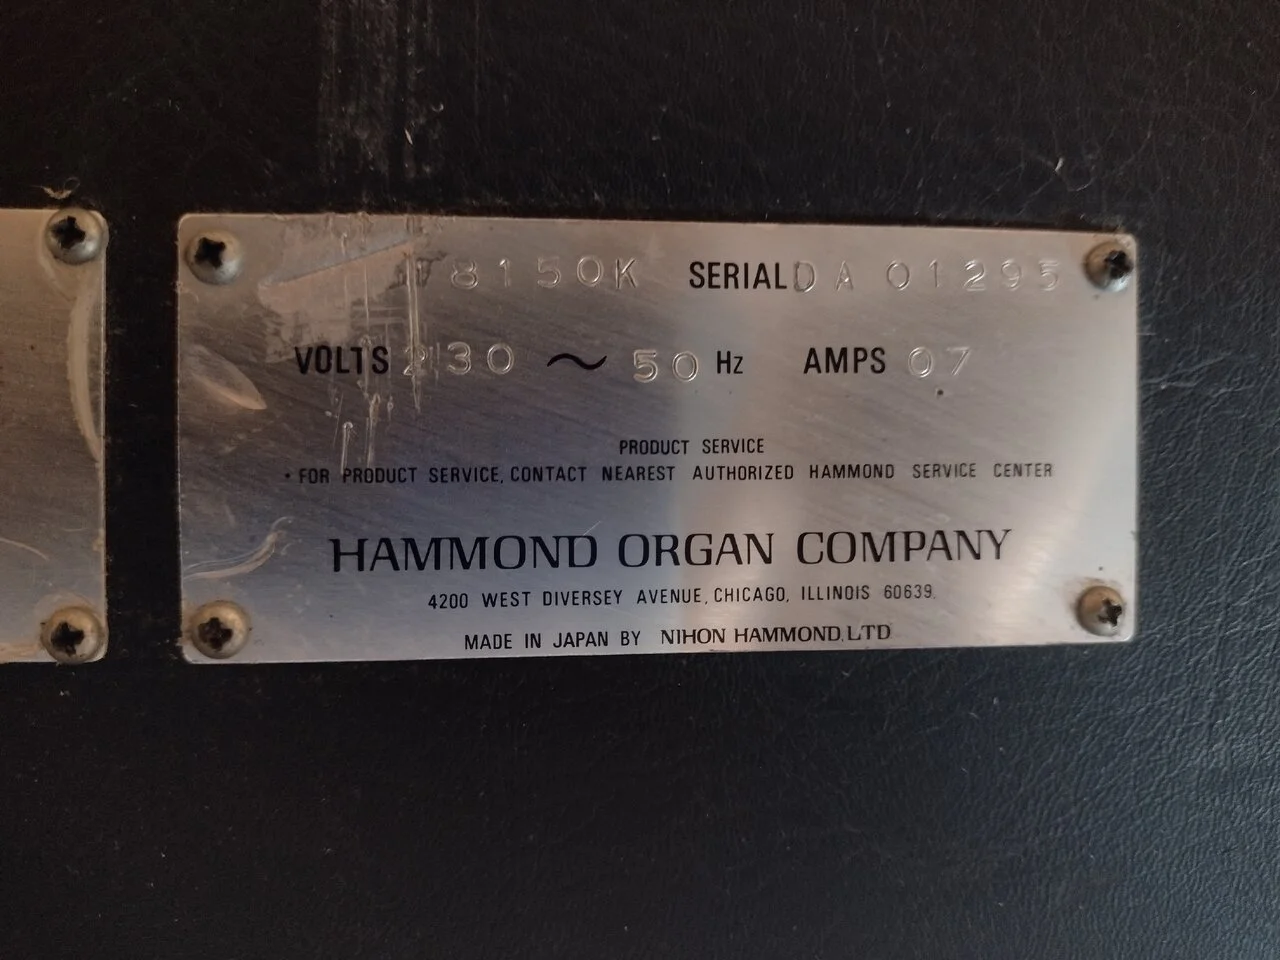 8150K SERIAL DA 01295
VOLTS 230 ~ 50 Hz AMPS 07
PRODUCT SERVICE
• FOR PRODUCT SERVICE, CONTACT NEAREST AUTHORIZED HAMMOND SERVICE CENTER
HAMMOND ORGAN COMPANY
4200 WEST DIVERSEY AVENUE, CHICAGO, ILLINOIS 60639.
MADE IN JAPAN BY NIHON HAMMOND, LTD